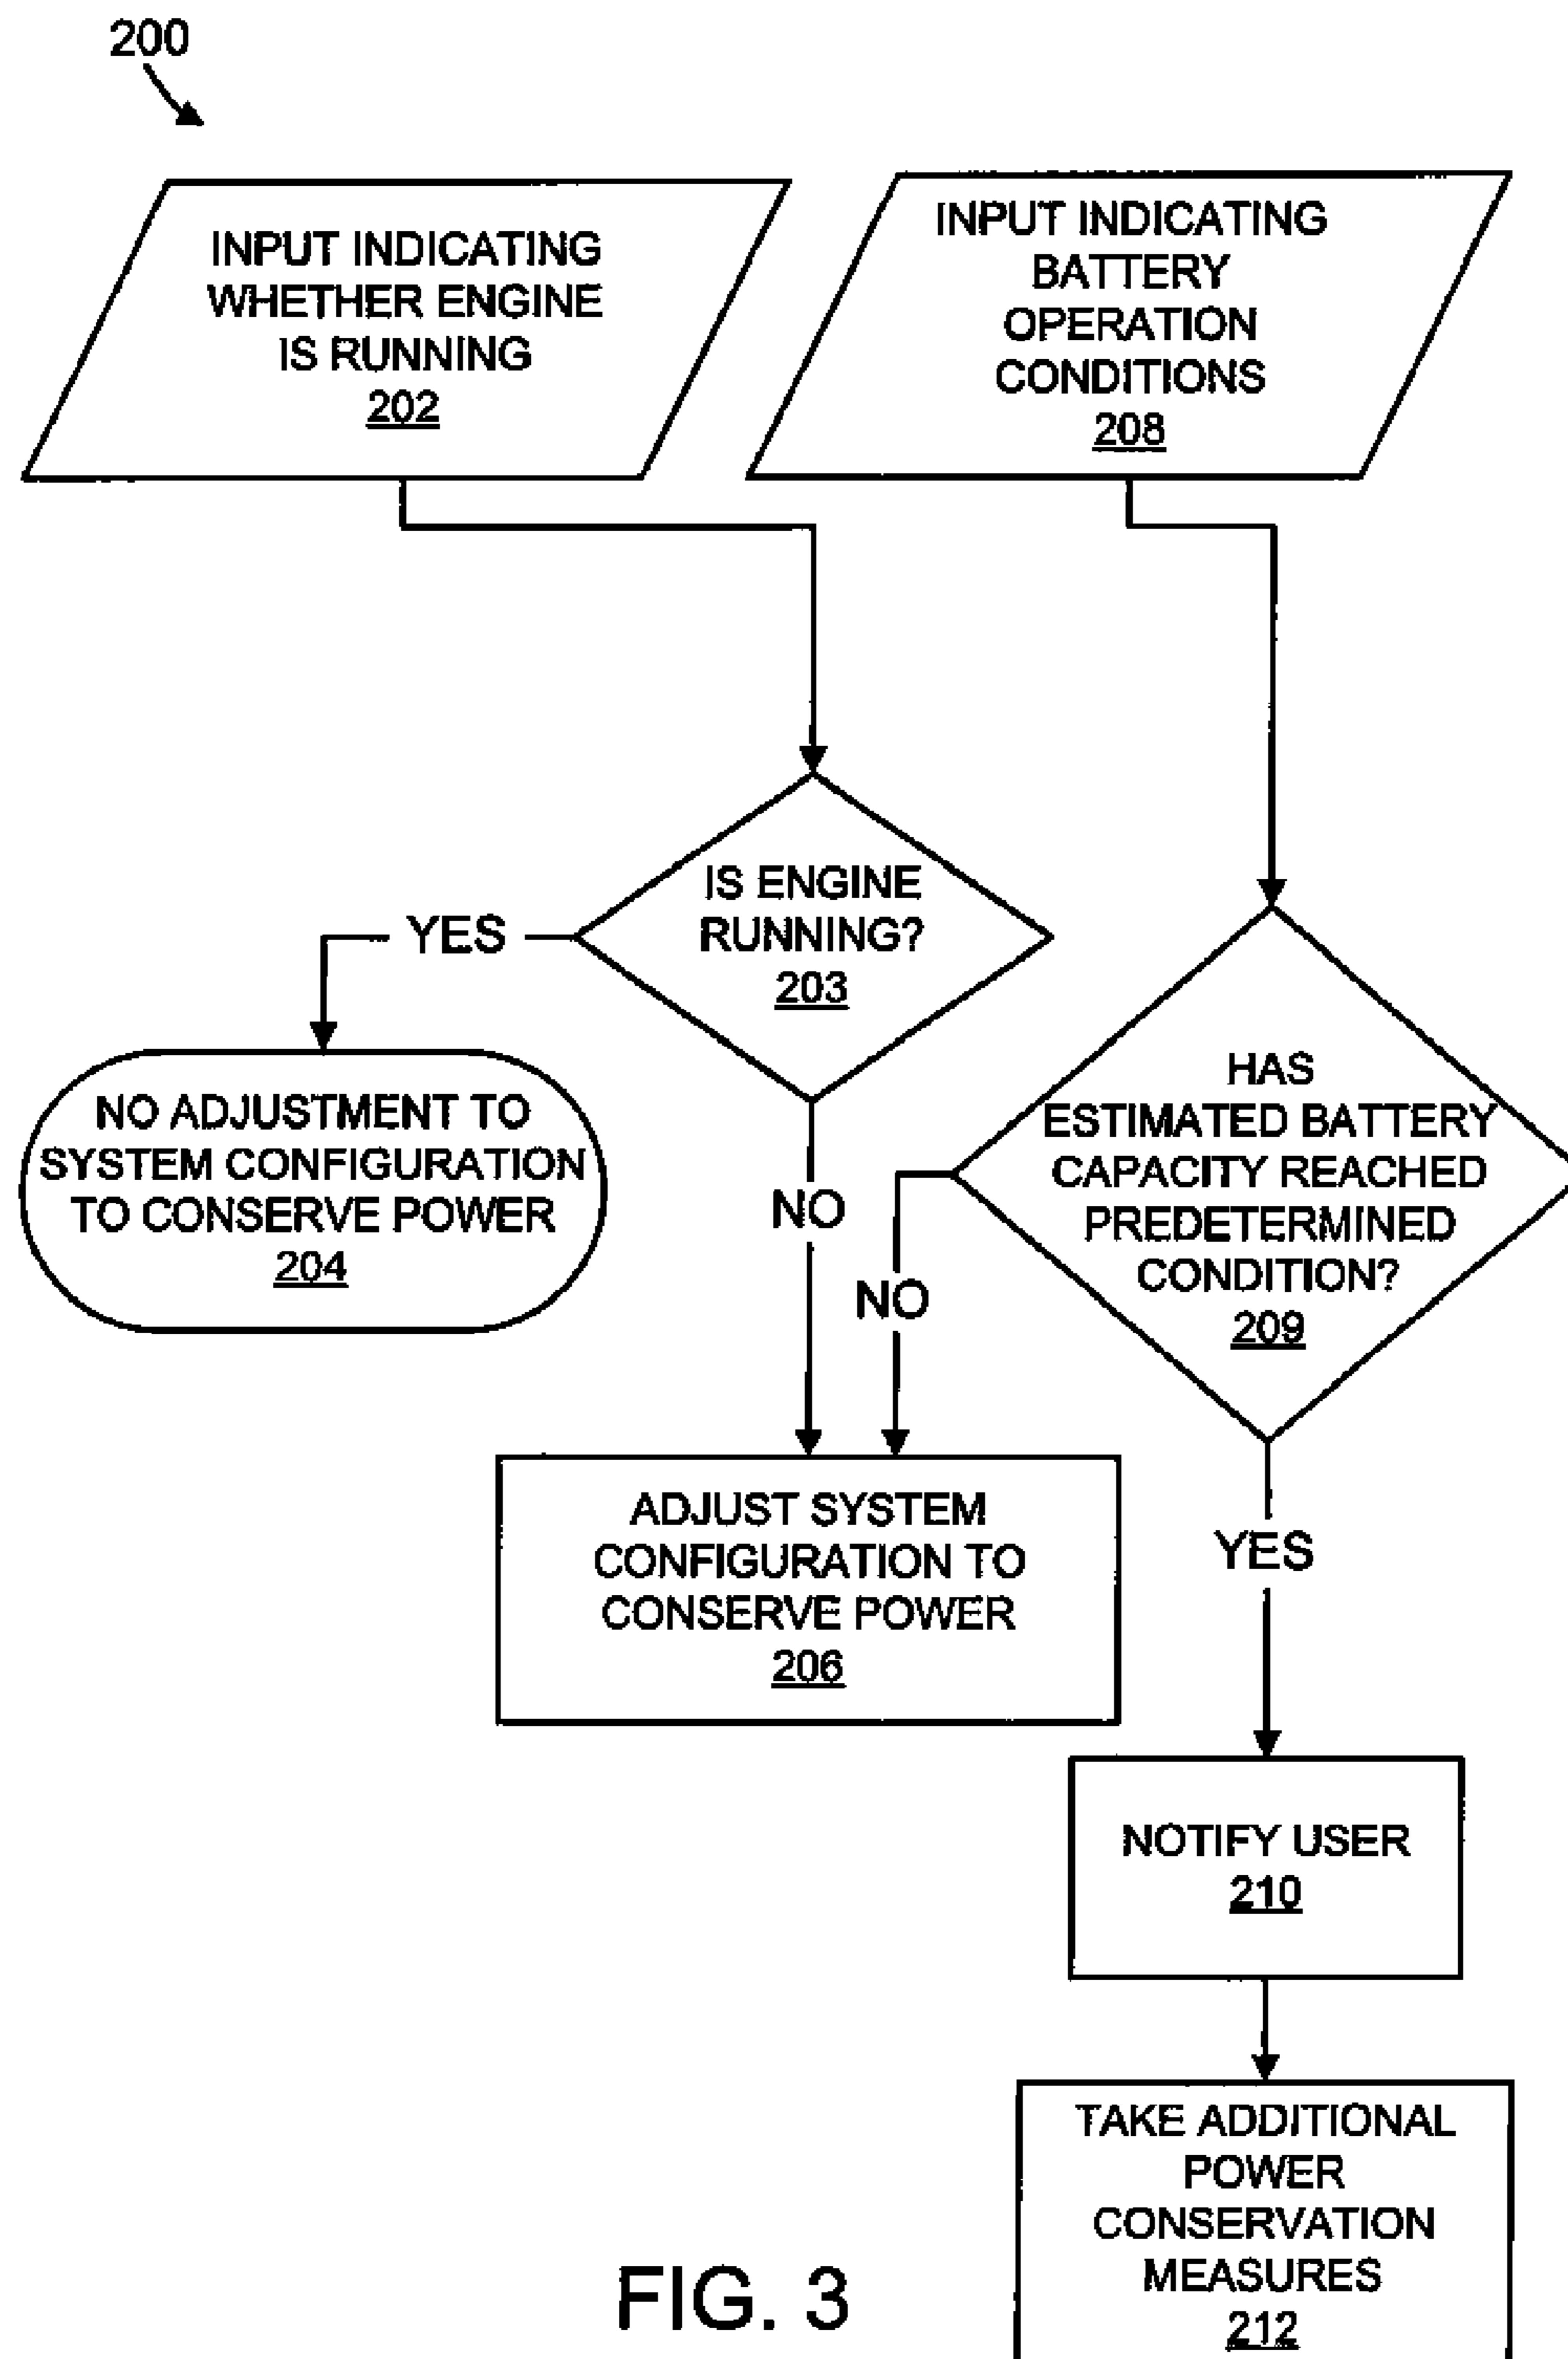 200
INPUT INDICATING
WHETHER ENGINE
IS RUNNING
202
INPUT INDICATING
BATTERY
OPERATION
CONDITIONS
208
IS ENGINE
RUNNING?
203
YES
NO ADJUSTMENT TO
SYSTEM CONFIGURATION
TO CONSERVE POWER
204
NO
HAS
ESTIMATED BATTERY
CAPACITY REACHED
PREDETERMINED
CONDITION?
209
NO
ADJUST SYSTEM
CONFIGURATION TO
CONSERVE POWER
206
YES
NOTIFY USER
210
TAKE ADDITIONAL
POWER
CONSERVATION
MEASURES
212
FIG. 3